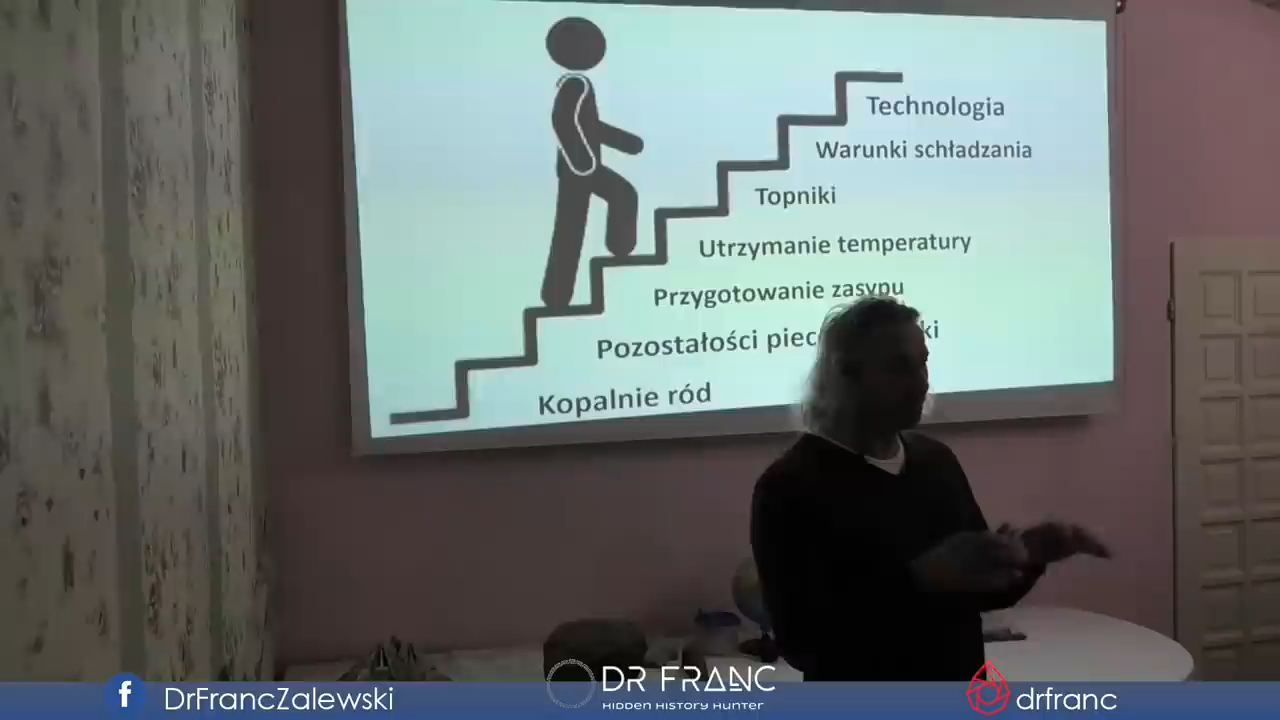 Technologia
Warunki schładzania
Topniki
Utrzymanie temperatury
Przygotowanie zasypu
Pozostałości
Kopalnie ród
DrFrancZalewski
DR FRANC
HIDDEN HISTORY HUNTER
drfranc